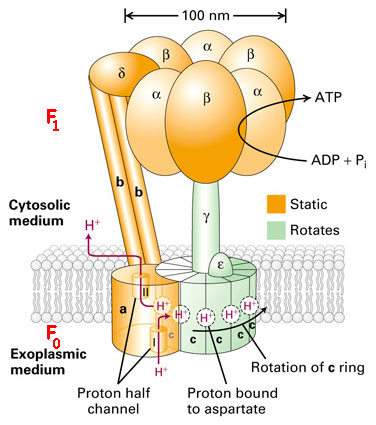 100 nm
β
α
β
δ
α
β
α
ATP
ADP + Pi
F1
b
b
Cytosolic
medium
γ
Static
Rotates
H+
ε
II
a
H+
H+
H+
H+
H+
I
c
c
c
c
c
F0
Exoplasmic
medium
H+
Rotation of c ring
Proton half
channel
Proton bound
to aspartate